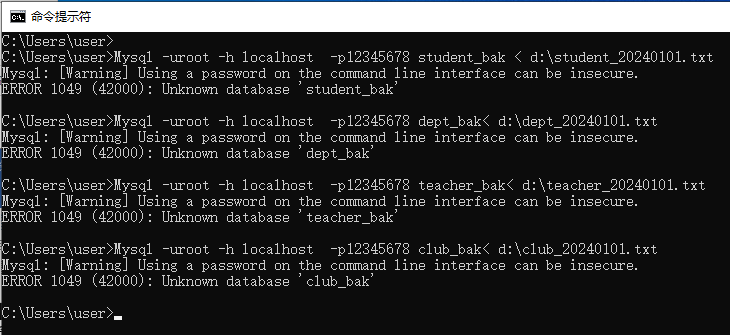 命令提示符
C:\Users\user>
C:\Users\user>Mysql -uroot -h localhost  -p12345678 student_bak < d:\student_20240101.txt
Mysql: [Warning] Using a password on the command line interface can be insecure.
ERROR 1049 (42000): Unknown database 'student_bak'
C:\Users\user>Mysql -uroot -h localhost  -p12345678 dept_bak< d:\dept_20240101.txt
Mysql: [Warning] Using a password on the command line interface can be insecure.
ERROR 1049 (42000): Unknown database 'dept_bak'
C:\Users\user>Mysql -uroot -h localhost  -p12345678 teacher_bak< d:\teacher_20240101.txt
Mysql: [Warning] Using a password on the command line interface can be insecure.
ERROR 1049 (42000): Unknown database 'teacher_bak'
C:\Users\user>Mysql -uroot -h localhost  -p12345678 club_bak< d:\club_20240101.txt
Mysql: [Warning] Using a password on the command line interface can be insecure.
ERROR 1049 (42000): Unknown database 'club_bak'
C:\Users\user>